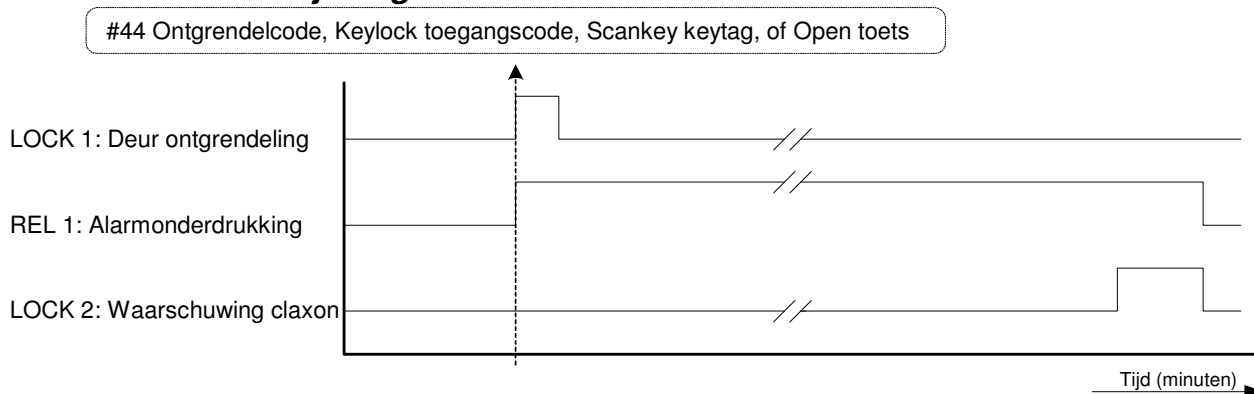 #44 Ontgrendelcode, Keylock toegangscode, Scankey keytag, of Open toets
LOCK 1: Deur ontgrendeling
REL 1: Alarmonderdrukking
LOCK 2: Waarschuwing claxon
Tijd (minuten)